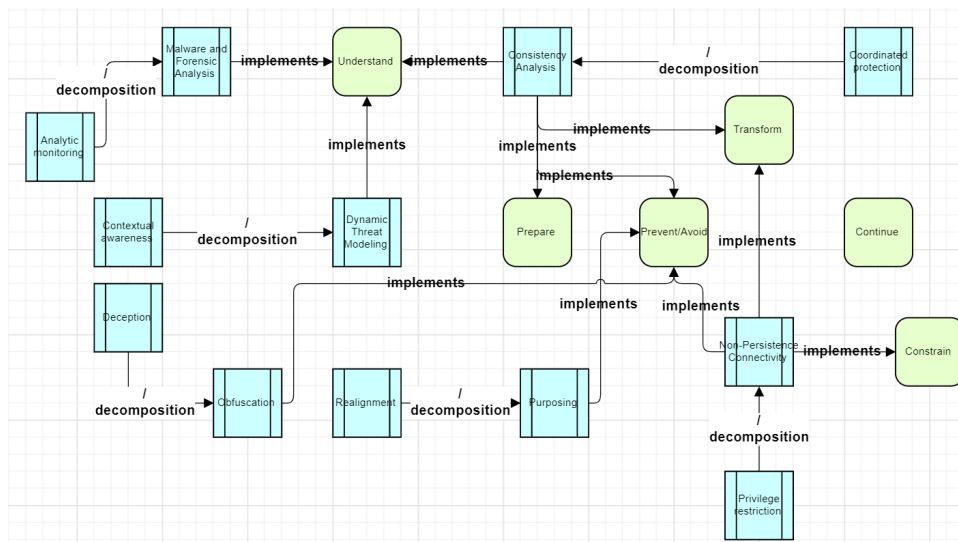 Malware and
Forensic
Analysis
implements
Understand
implements
Consistency
Analysis
/
decomposition
Coordinated
protection
/
decomposition
Analytic
monitoring
implements
implements
Transform
implements
implements
Contextual
awareness
/
decomposition
Dynamic
Threat
Modeling
Prepare
Prevent/Avoid
implements
Continue
Deception
implements
implements
implements
Non-Persistence
Connectivity
implements
Constrain
/
decomposition
Obfuscation
Realignment
/
decomposition
Purposing
/
decomposition
Privilege
restriction